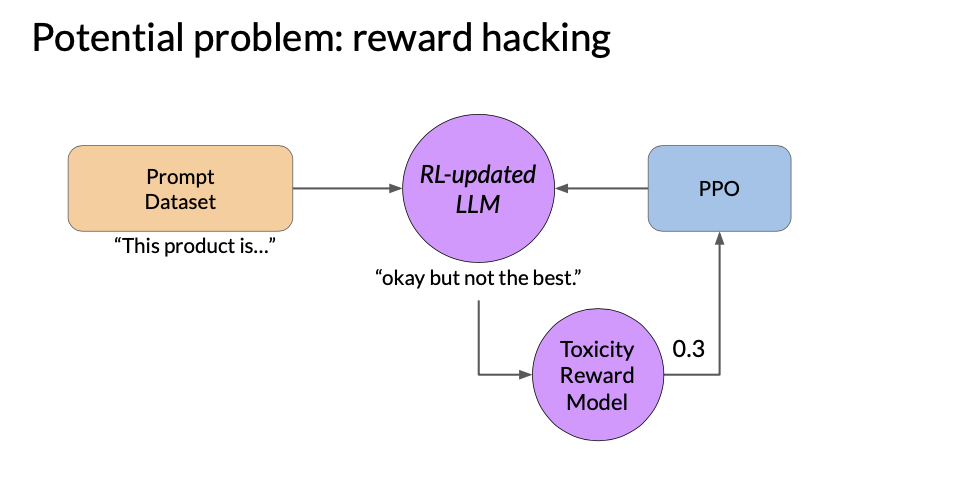 Potential problem: reward hacking
Prompt
Dataset
“This product is...”
RL-updated
LLM
“okay but not the best.”
PPO
Toxicity
Reward
Model
0.3